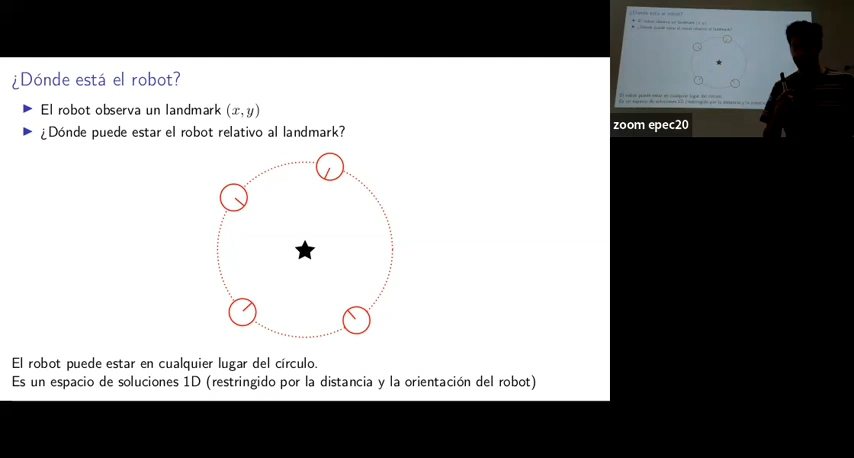 ¿Dónde está el robot?
El robot observa un landmark (x, y)
¿Dónde puede estar el robot relativo al landmark?
El robot puede estar en cualquier lugar del círculo.
Es un espacio de soluciones 1D (restringido por la distancia y la orientación del robot)
zoom epec20